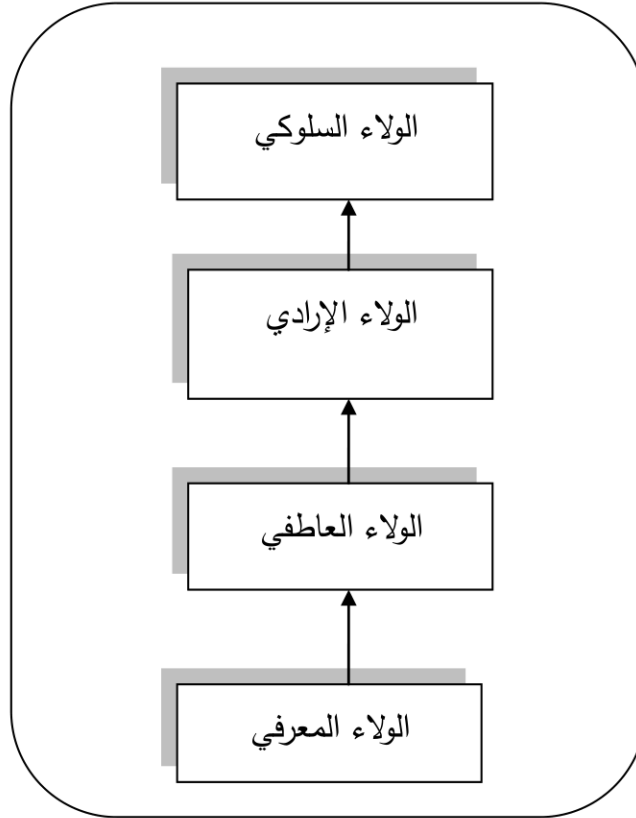 الولاء السلوكي
الولاء الإرادي
الولاء العاطفي
الولاء المعرفي